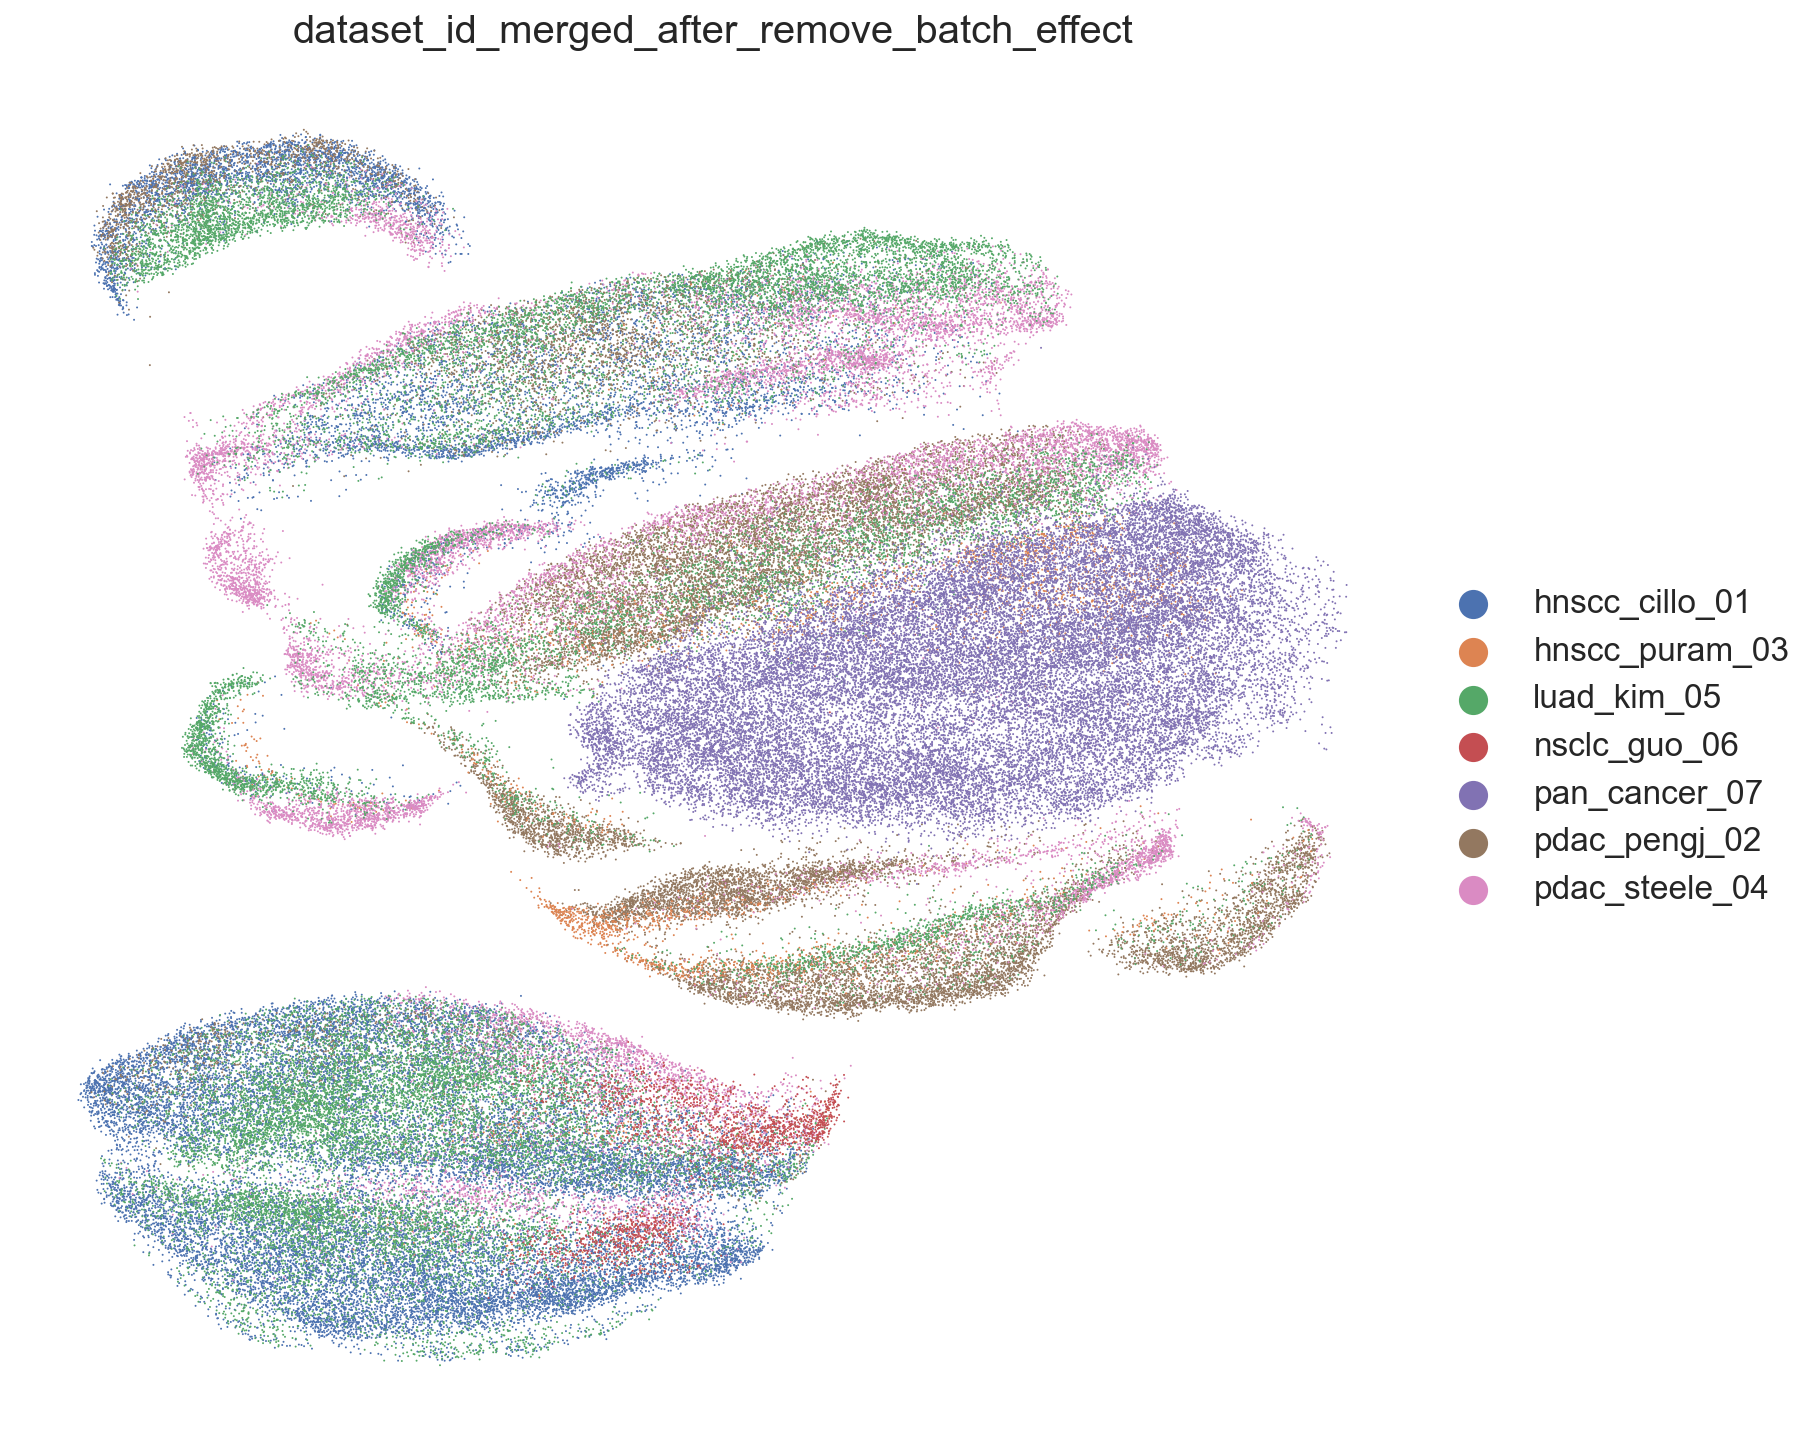 dataset_id_merged_after_remove_batch_effect
hnscc_cillo_01
hnscc_puram_03
luad_kim_05
nsclc_guo_06
pan_cancer_07
pdac_pengj_02
pdac_steele_04